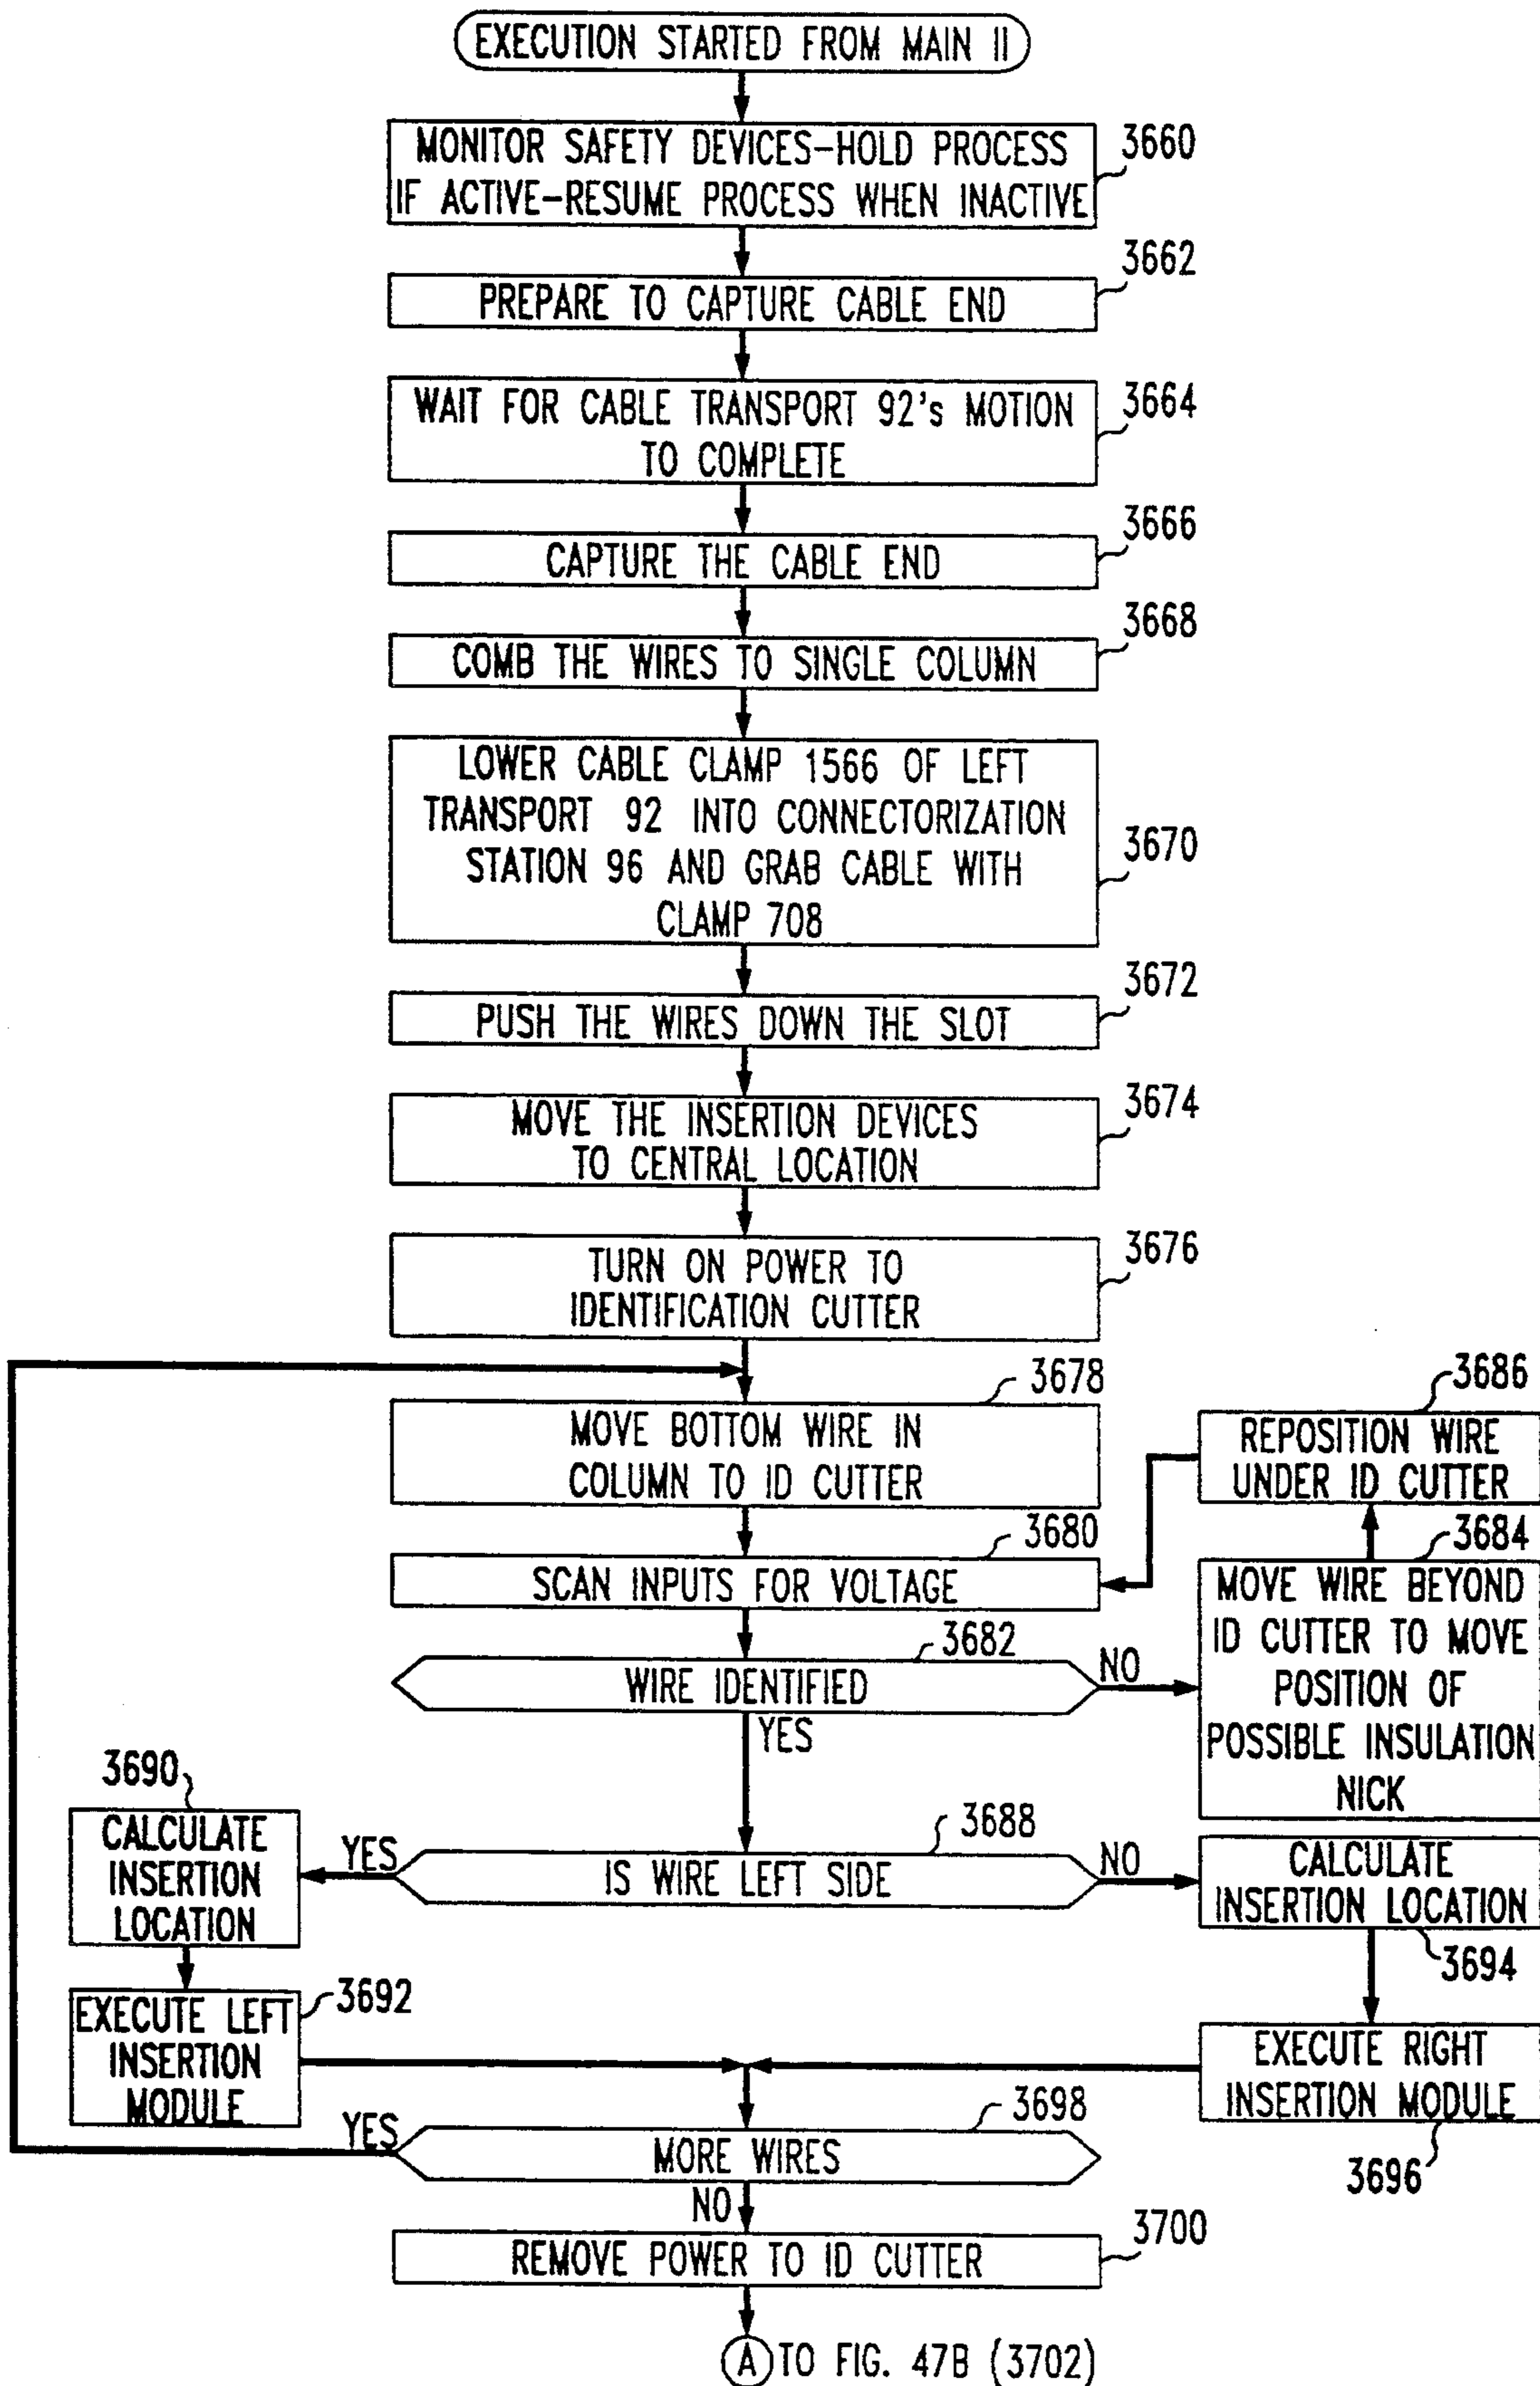 EXECUTION STARTED FROM MAIN II
MONITOR SAFETY DEVICES-HOLD PROCESS
IF ACTIVE-RESUME PROCESS WHEN INACTIVE
3660
PREPARE TO CAPTURE CABLE END
3662
WAIT FOR CABLE TRANSPORT 92's MOTION
TO COMPLETE
3664
CAPTURE THE CABLE END
3666
COMB THE WIRES TO SINGLE COLUMN
3668
LOWER CABLE CLAMP 1566 OF LEFT
TRANSPORT 92 INTO CONNECTORIZATION
STATION 96 AND GRAB CABLE WITH
CLAMP 708
3670
PUSH THE WIRES DOWN THE SLOT
3672
MOVE THE INSERTION DEVICES
TO CENTRAL LOCATION
3674
TURN ON POWER TO
IDENTIFICATION CUTTER
3676
3678
MOVE BOTTOM WIRE IN
COLUMN TO ID CUTTER
3686
REPOSITION WIRE
UNDER ID CUTTER
3680
SCAN INPUTS FOR VOLTAGE
3684
MOVE WIRE BEYOND
ID CUTTER TO MOVE
POSITION OF
POSSIBLE INSULATION
NICK
3682
WIRE IDENTIFIED
NO
YES
3690
CALCULATE
INSERTION
LOCATION
YES
3688
IS WIRE LEFT SIDE
NO
CALCULATE
INSERTION LOCATION
3694
3692
EXECUTE LEFT
INSERTION
MODULE
EXECUTE RIGHT
INSERTION MODULE
3696
YES
3698
MORE WIRES
NO
3700
REMOVE POWER TO ID CUTTER
A TO FIG. 47B (3702)